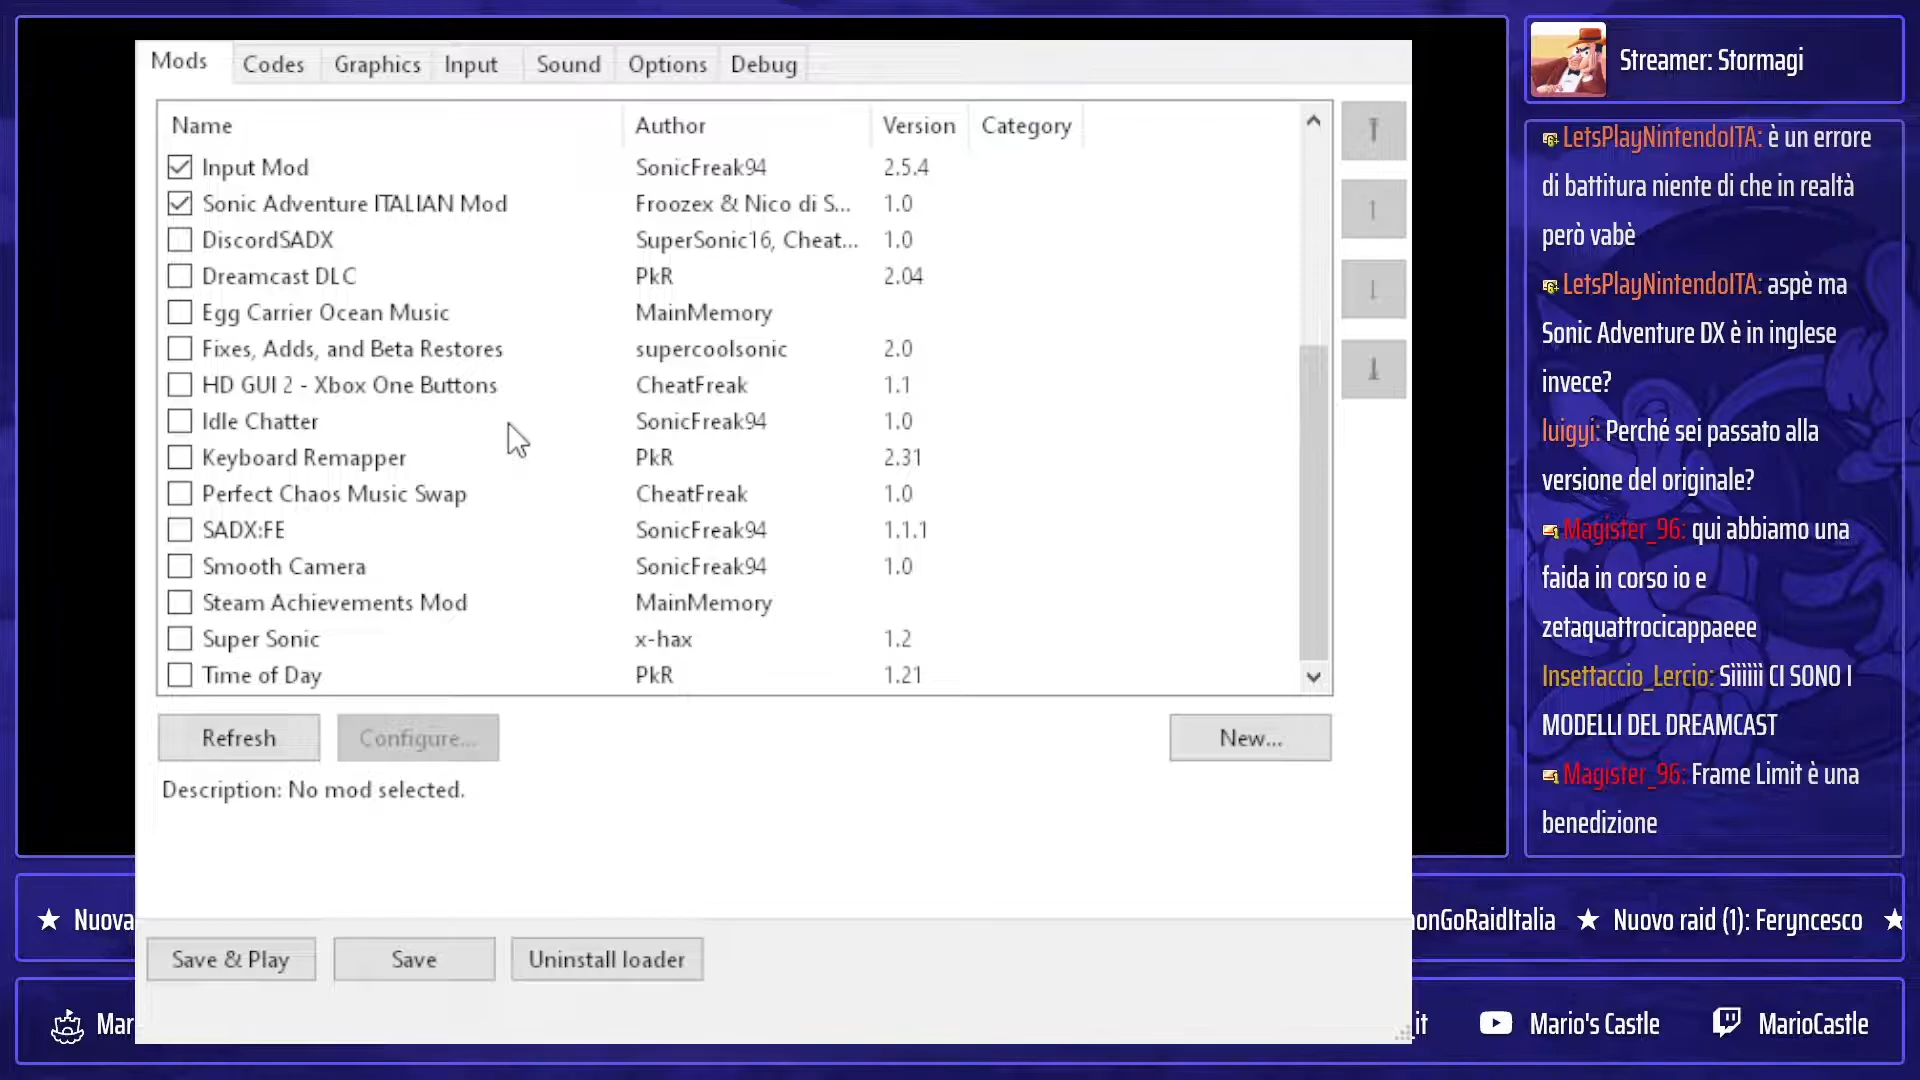 Mods Codes Graphics Input Sound Options Debug
Name Author Version Category
Input Mod SonicFreak94 2.5.4
Sonic Adventure ITALIAN Mod Froozex & Nico di S... 1.0
DiscordSADX SuperSonic16, Cheat... 1.0
Dreamcast DLC PkR 2.04
Egg Carrier Ocean Music MainMemory
Fixes, Adds, and Beta Restores supercoolsonic 2.0
HD GUI 2 - Xbox One Buttons CheatFreak 1.1
Idle Chatter SonicFreak94 1.0
Keyboard Remapper PkR 2.31
Perfect Chaos Music Swap CheatFreak 1.0
SADX:FE SonicFreak94 1.1.1
Smooth Camera SonicFreak94 1.0
Steam Achievements Mod MainMemory
Super Sonic x-hax 1.2
Time of Day PkR 1.21
Refresh Configure... New...
Description: No mod selected.
Save & Play Save Uninstall loader
Streamer: Stormagi
LetsPlayNintendoITA: è un errore
di battitura niente di che in realtà
però vabè
LetsPlayNintendoITA: aspè ma
Sonic Adventure DX è in inglese
invece?
luigyi: Perché sei passato alla
versione del originale?
Magister_96: qui abbiamo una
faida in corso io e
zetaquattrocicappaeee
Insettaccio_Lercio: Sììììììì CI SONO I
MODELLI DEL DREAMCAST
Magister_96: Frame Limit è una
benedizione
★ Nuova onGoRaidItalia ★ Nuovo raid (1): Feryncesco ★
Mar it Mario's Castle MarioCastle